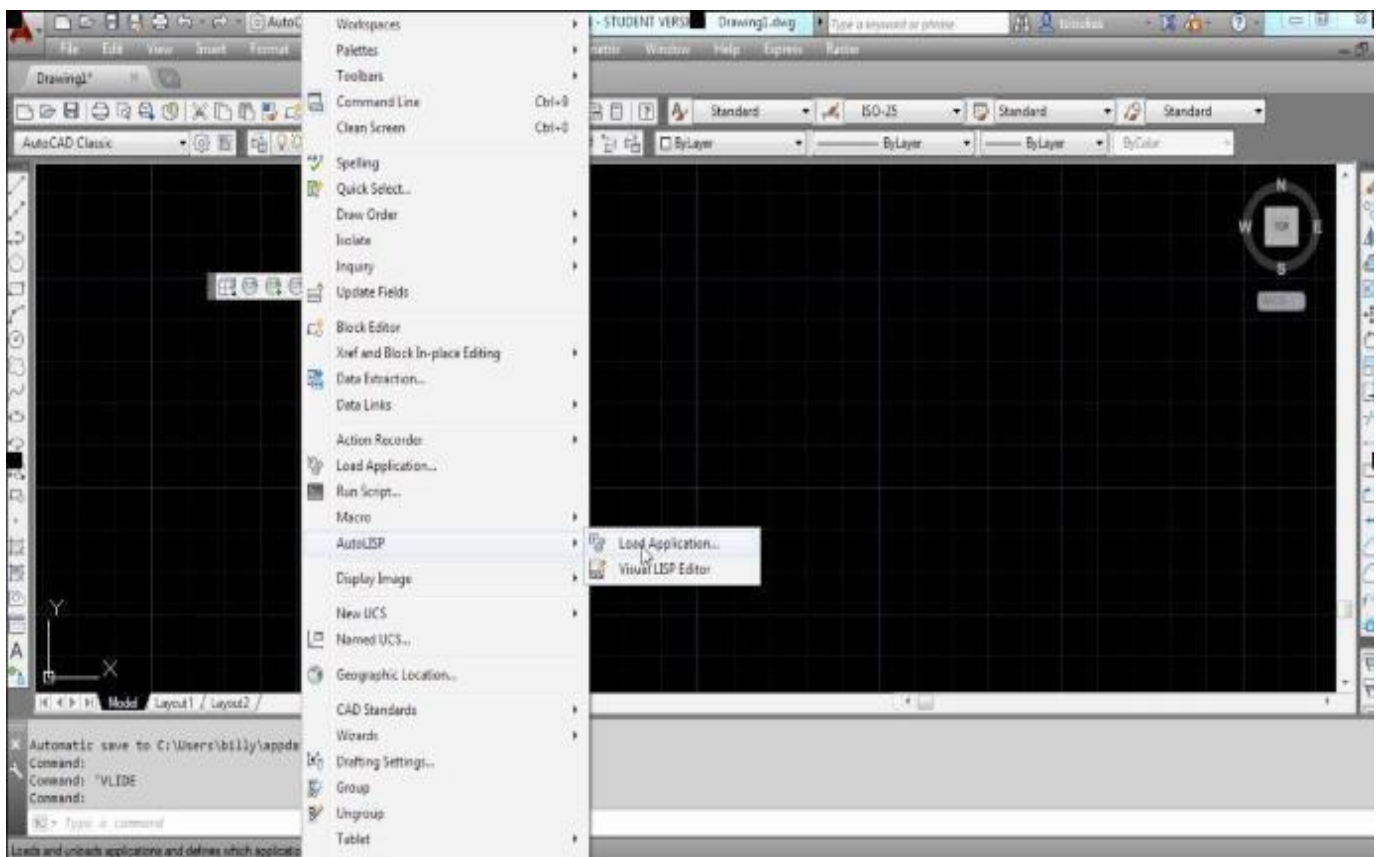 AutoC
- STUDENT VERSI
Drawing1.dwg
Type a keyword or phrase
File Edit View Insert Format
Window Help Express Raster
Drawing1*
Standard
ISO-25
Standard
Standard
AutoCAD Classic
ByLayer
ByLayer
ByLayer
ByColor
Workspaces
Palettes
Toolbars
Command Line Ctrl+9
Clean Screen Ctrl+0
Spelling
Quick Select...
Draw Order
Isolate
Inquiry
Update Fields
Block Editor
Xref and Block In-place Editing
Data Extraction...
Data Links
Action Recorder
Load Application...
Run Script...
Macro
AutoLISP
Load Application...
Visual LISP Editor
Display Image
New UCS
Named UCS...
Geographic Location...
CAD Standards
Wizards
Drafting Settings...
Group
Ungroup
Tablet
N
W TOP E
S
WCS
Y
X
Model Layout1 Layout2
Automatic save to C:\Users\billy\appda
Command:
Command: 'VLIDE
Command:
Type a command
Loads and unloads applications and defines which applicatio